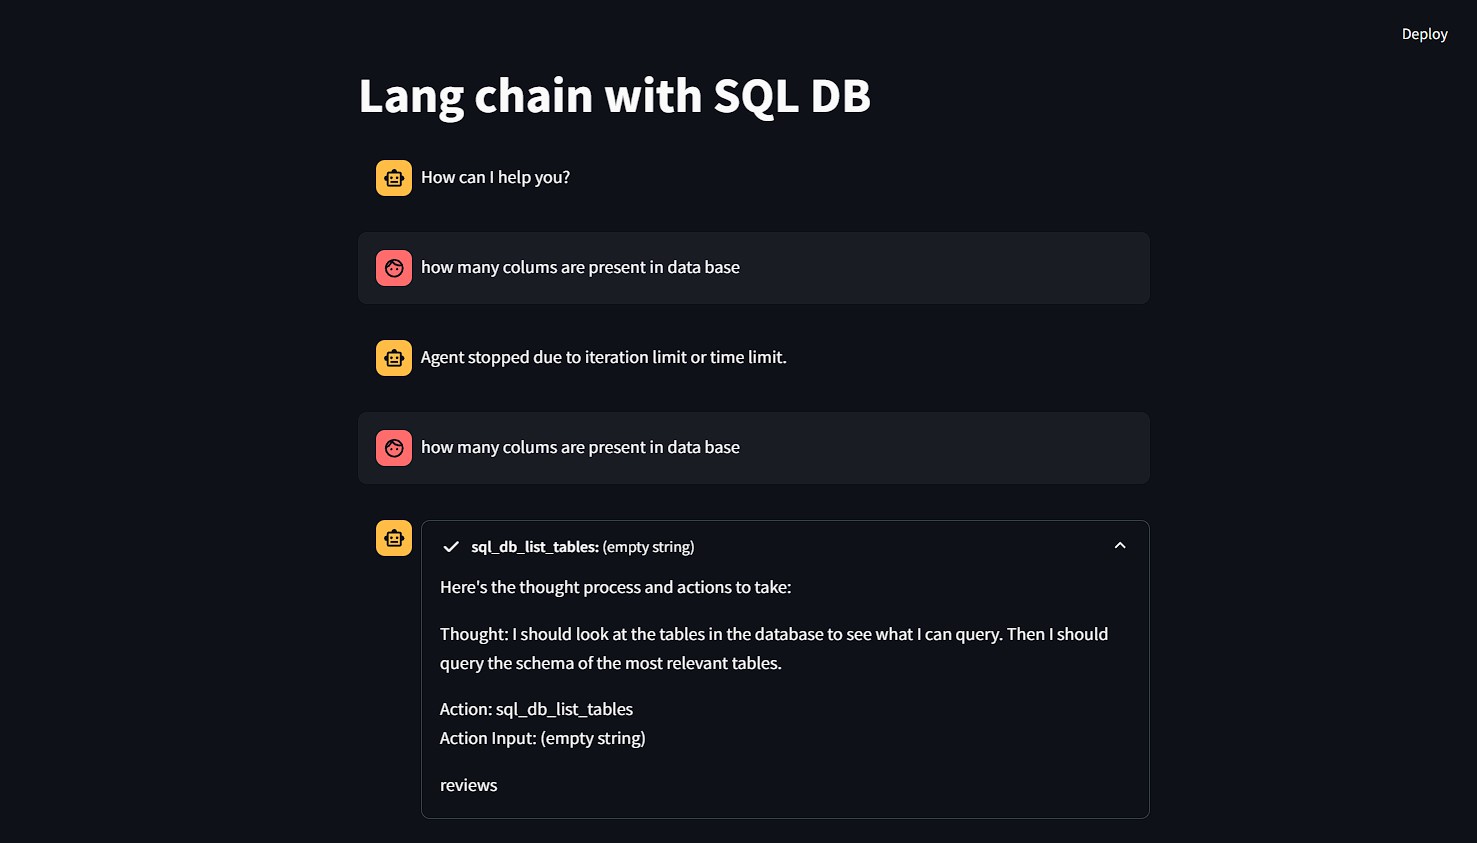 Deploy
Lang chain with SQL DB
How can I help you?
how many colums are present in data base
Agent stopped due to iteration limit or time limit.
how many colums are present in data base
sql_db_list_tables: (empty string)
Here's the thought process and actions to take:
Thought: I should look at the tables in the database to see what I can query. Then I should
query the schema of the most relevant tables.
Action: sql_db_list_tables
Action Input: (empty string)
reviews